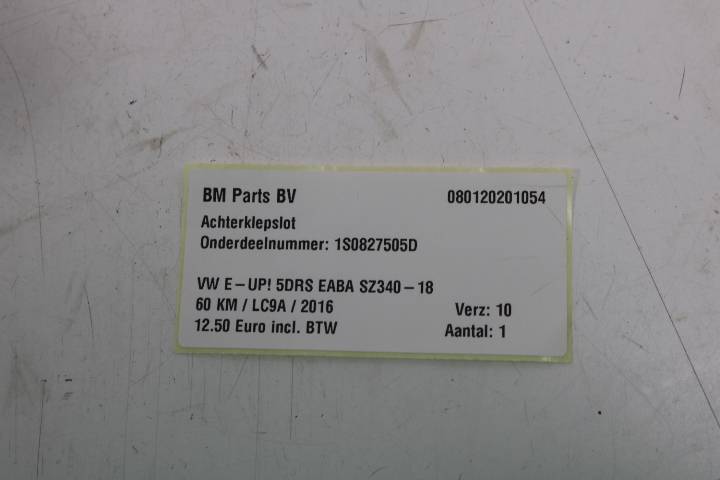 BM Parts BV 080120201054
Achterklepslot
Onderdeelnummer: 1S0827505D
VW E-UP! 5DRS EABA SZ340-18
60 KM / LC9A / 2016 Verz: 10
12.50 Euro incl. BTW Aantal: 1